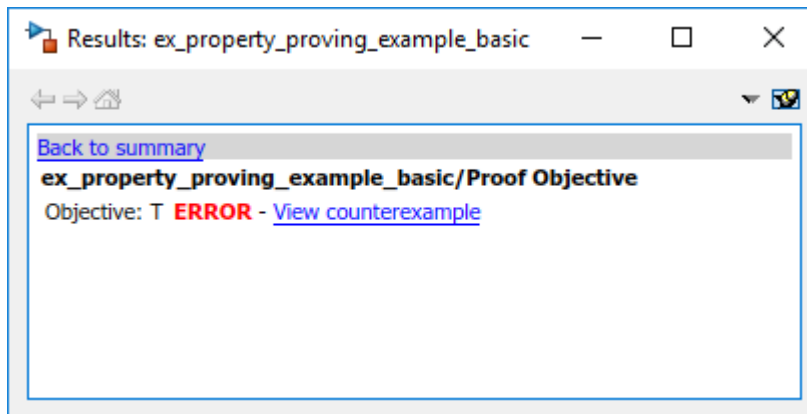 Results: ex_property_proving_example_basic
Back to summary
ex_property_proving_example_basic/Proof Objective
Objective: T ERROR - View counterexample